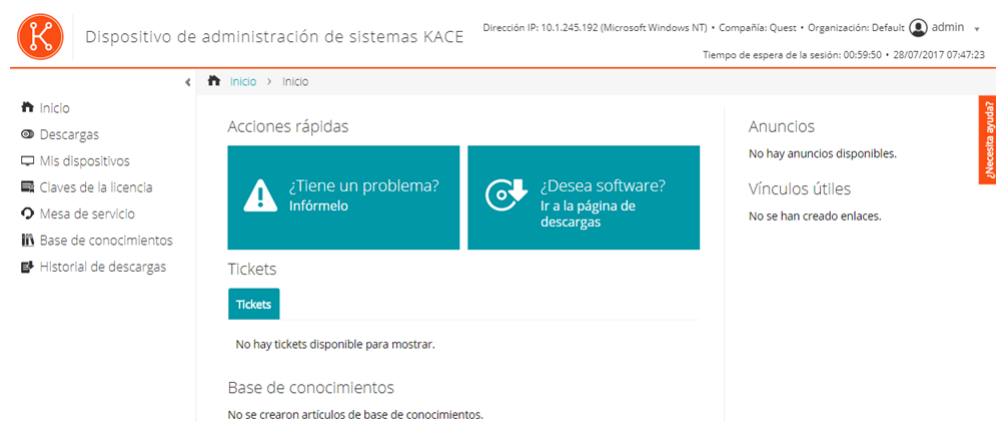 Dispositivo de administración de sistemas KACE
Dirección IP: 10.1.245.192 (Microsoft Windows NT) • Compañía: Quest • Organización: Default admin
Tiempo de espera de la sesión: 00:59:50 • 28/07/2017 07:47:23
Inicio > Inicio
Inicio
Descargas
Mis dispositivos
Claves de la licencia
Mesa de servicio
Base de conocimientos
Historial de descargas
Acciones rápidas
¿Tiene un problema?
Infórmelo
¿Desea software?
Ir a la página de
descargas
Tickets
Tickets
No hay tickets disponible para mostrar.
Base de conocimientos
No se crearon artículos de base de conocimientos.
Anuncios
No hay anuncios disponibles.
Vínculos útiles
No se han creado enlaces.
¿Necesita ayuda?